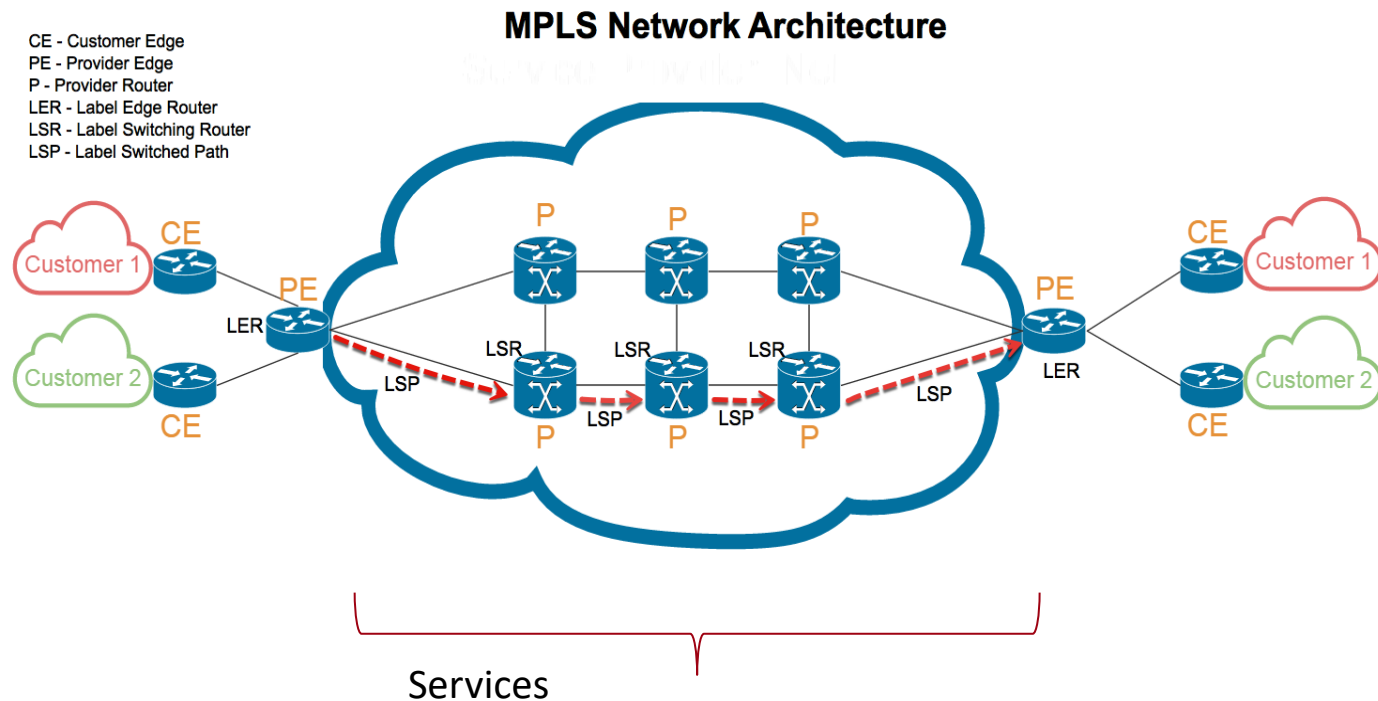 MPLS Network Architecture
CE - Customer Edge
PE - Provider Edge
P - Provider Router
LER - Label Edge Router
LSR - Label Switching Router
LSP - Label Switched Path
P
P
P
CE
CE
Customer 1
Customer 1
PE
PE
LER
LSR
LSR
LSR
LER
Customer 2
Customer 2
LSP
LSP
LSP
LSP
CE
P
P
P
CE
Services